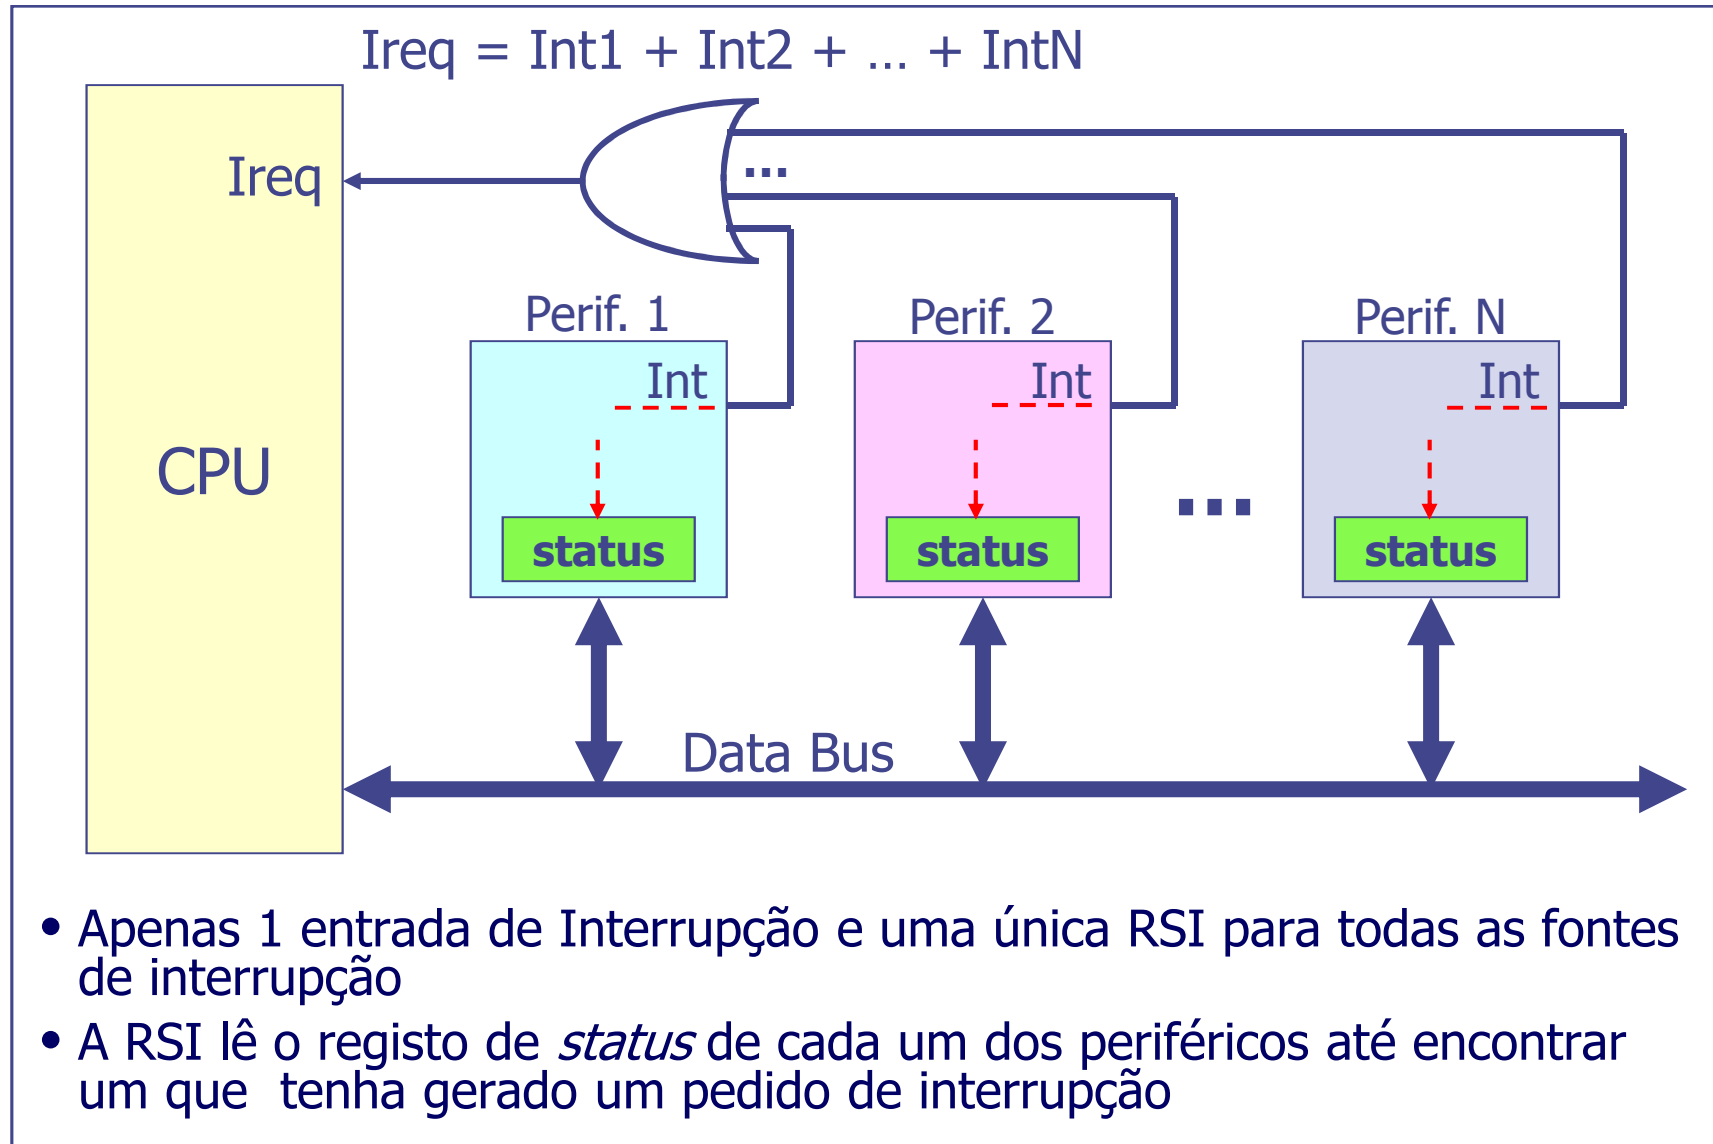 Ireq = Int1 + Int2 + … + IntN
Ireq
...
Perif. 1
Perif. 2
Perif. N
Int
Int
Int
CPU
...
status
status
status
Data Bus
• Apenas 1 entrada de Interrupção e uma única RSI para todas as fontes
de interrupção
• A RSI lê o registo de status de cada um dos periféricos até encontrar
um que tenha gerado um pedido de interrupção